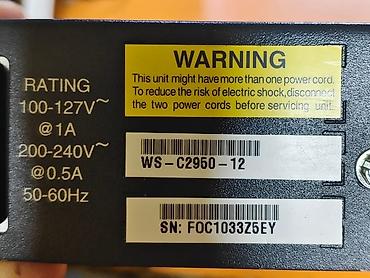 RATING
100-127V~
@1A
200-240V~
@0.5A
50-60Hz
WARNING
This unit might have more than one power cord.
To reduce the risk of electric shock, disconnect
the two power cords before servicing unit.
WS-C2950-12
SN: FOC1033Z5EY